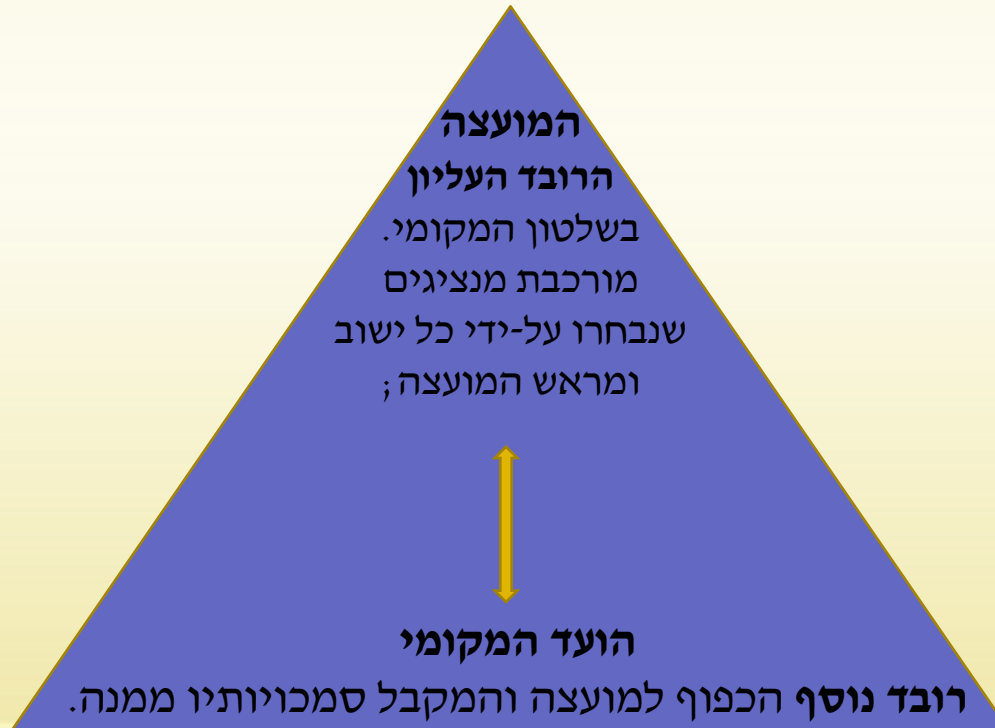 המועצה
הרובד העליון
בשלטון המקומי.
מורכבת מנציגים
שנבחרו על-ידי כל ישוב
ומראש המועצה;
הועד המקומי
רובד נוסף הכפוף למועצה והמקבל סמכויותיו ממנה.